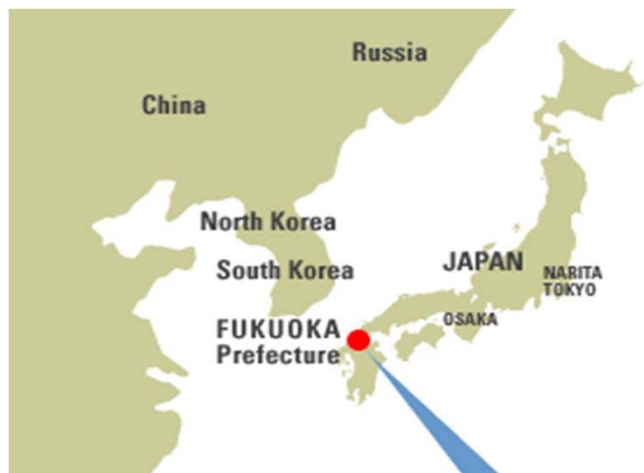 Russia
China
North Korea
South Korea
JAPAN
NARITA
TOKYO
OSAKA
FUKUOKA
Prefecture